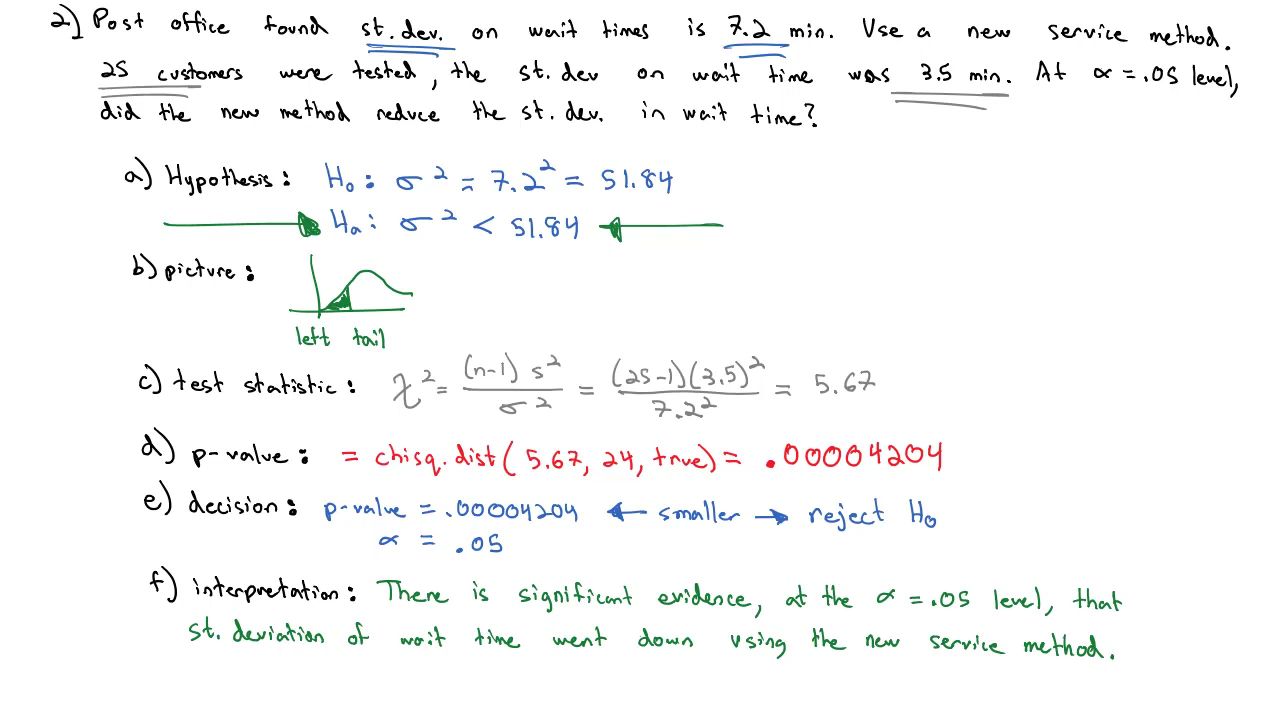 2) Post office found st.dev. on wait times is 7.2 min. Use a new service method.
25 customers were tested, the st.dev on wait time was 3.5 min. At α = .05 level,
did the new method reduce the st.dev. in wait time?
a) Hypothesis: H₀: σ² = 7.2² = 51.84
Hₐ: σ² < 51.84
b) picture:
left tail
c) test statistic: χ² = (n-1) s² / σ² = (25-1)(3.5)² / 7.2² = 5.67
d) p-value: = chisq.dist( 5.67, 24, true) = .00004204
e) decision: p-value = .00004204 ← smaller → reject H₀
α = .05
f) interpretation: There is significant evidence, at the α = .05 level, that
st. deviation of wait time went down using the new service method.